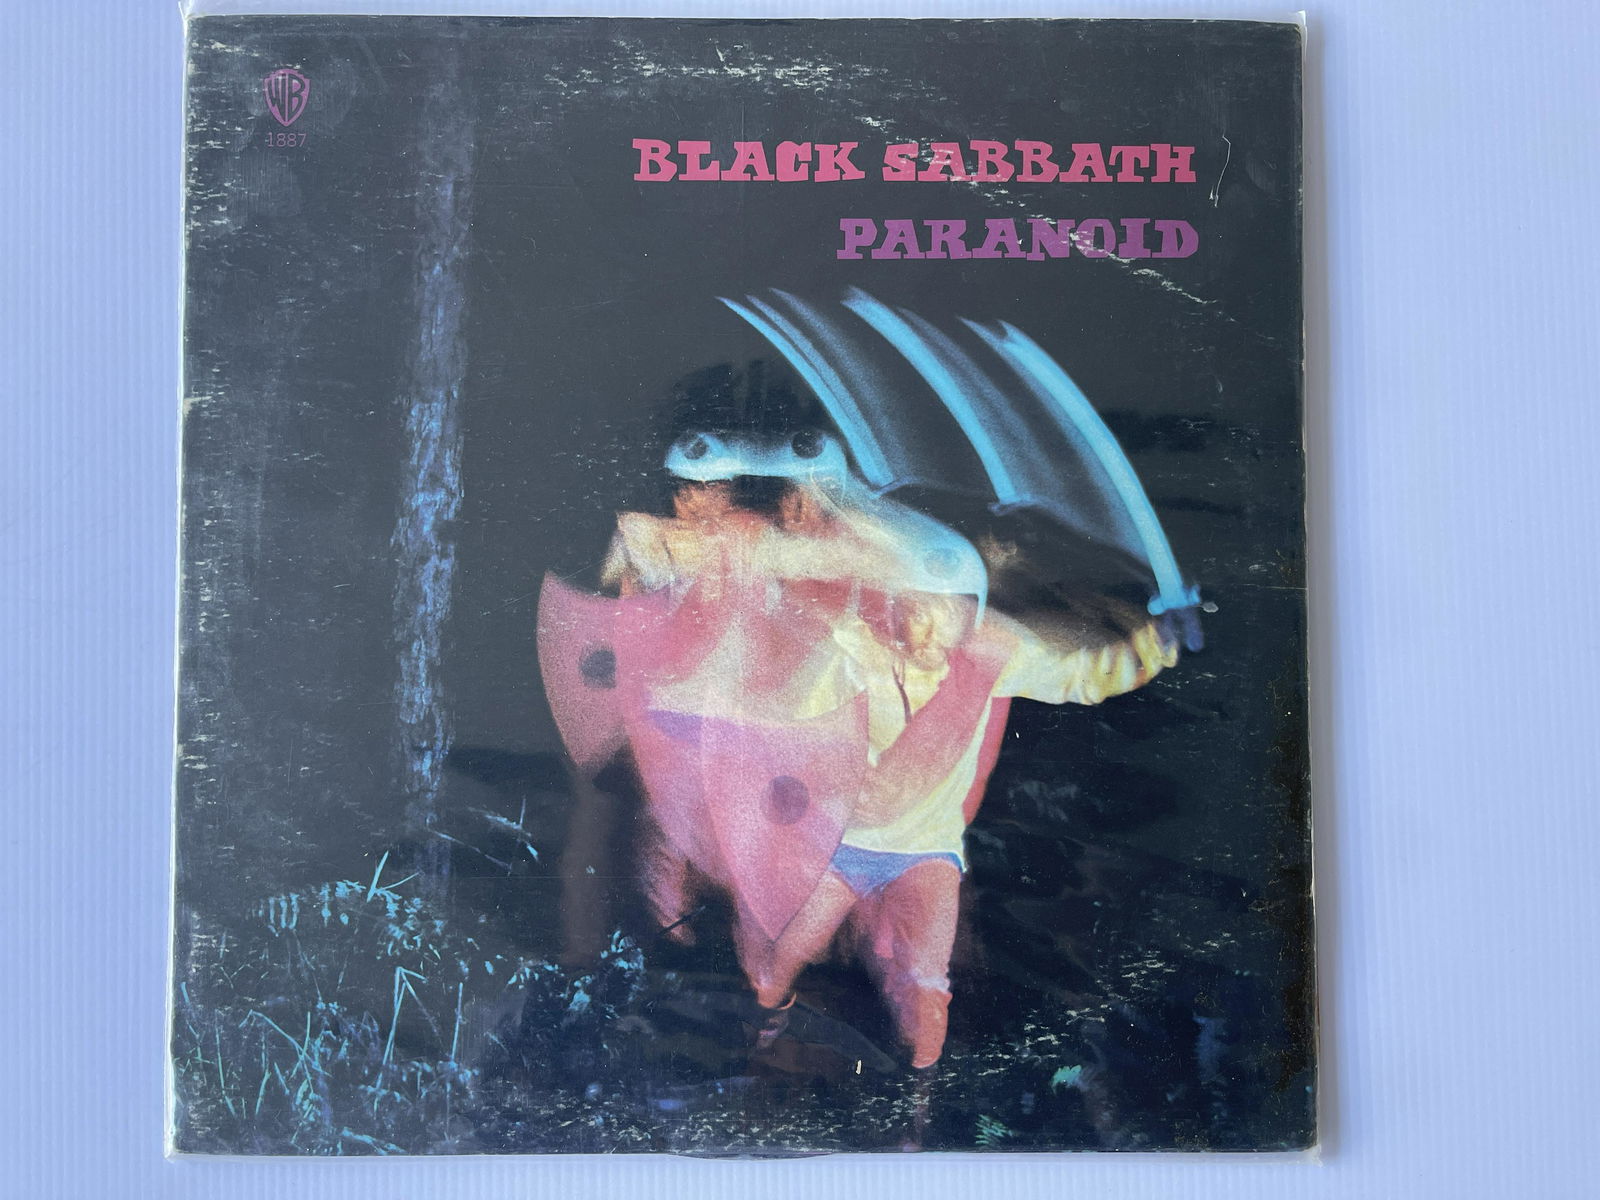 WB
1887
BLACK SABBATH
PARANOID